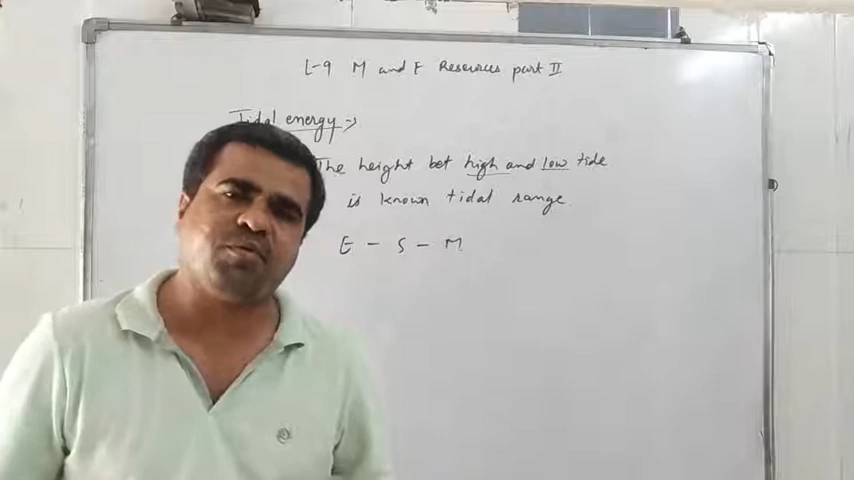 L-9 M and E Resources part II
Tidal energy :->
The height bet high and low tide
is known tidal range.
E - S - M